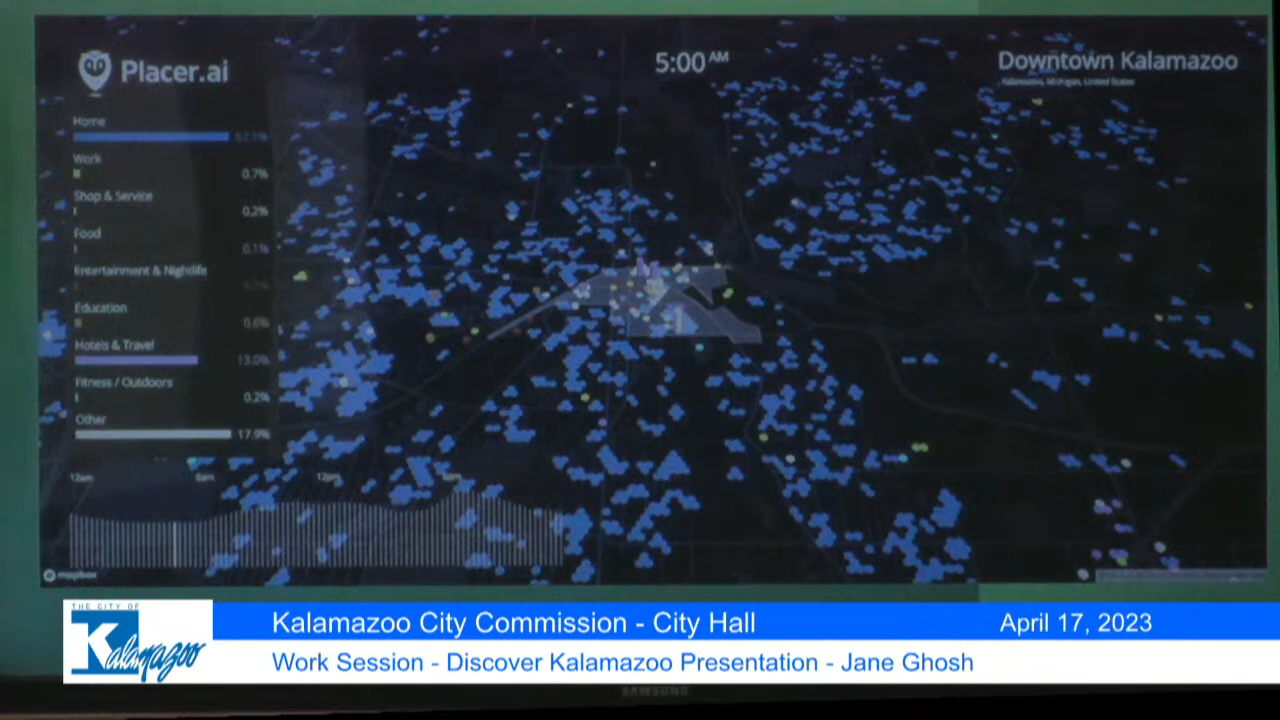 Placer.ai
5:00 AM
Downtown Kalamazoo
Kalamazoo, Michigan, United States
Home
Work
0.7%
Shop & Service
0.2%
Food
0.1%
Entertainment & Nightlife
Education
0.6%
Hotels & Travel
13.0%
Fitness / Outdoors
0.2%
Other
17.9%
12am
6am
12pm
6pm
mapbox
THE CITY OF
Kalamazoo
Kalamazoo City Commission - City Hall
April 17, 2023
Work Session - Discover Kalamazoo Presentation - Jane Ghosh
SAMSUNG